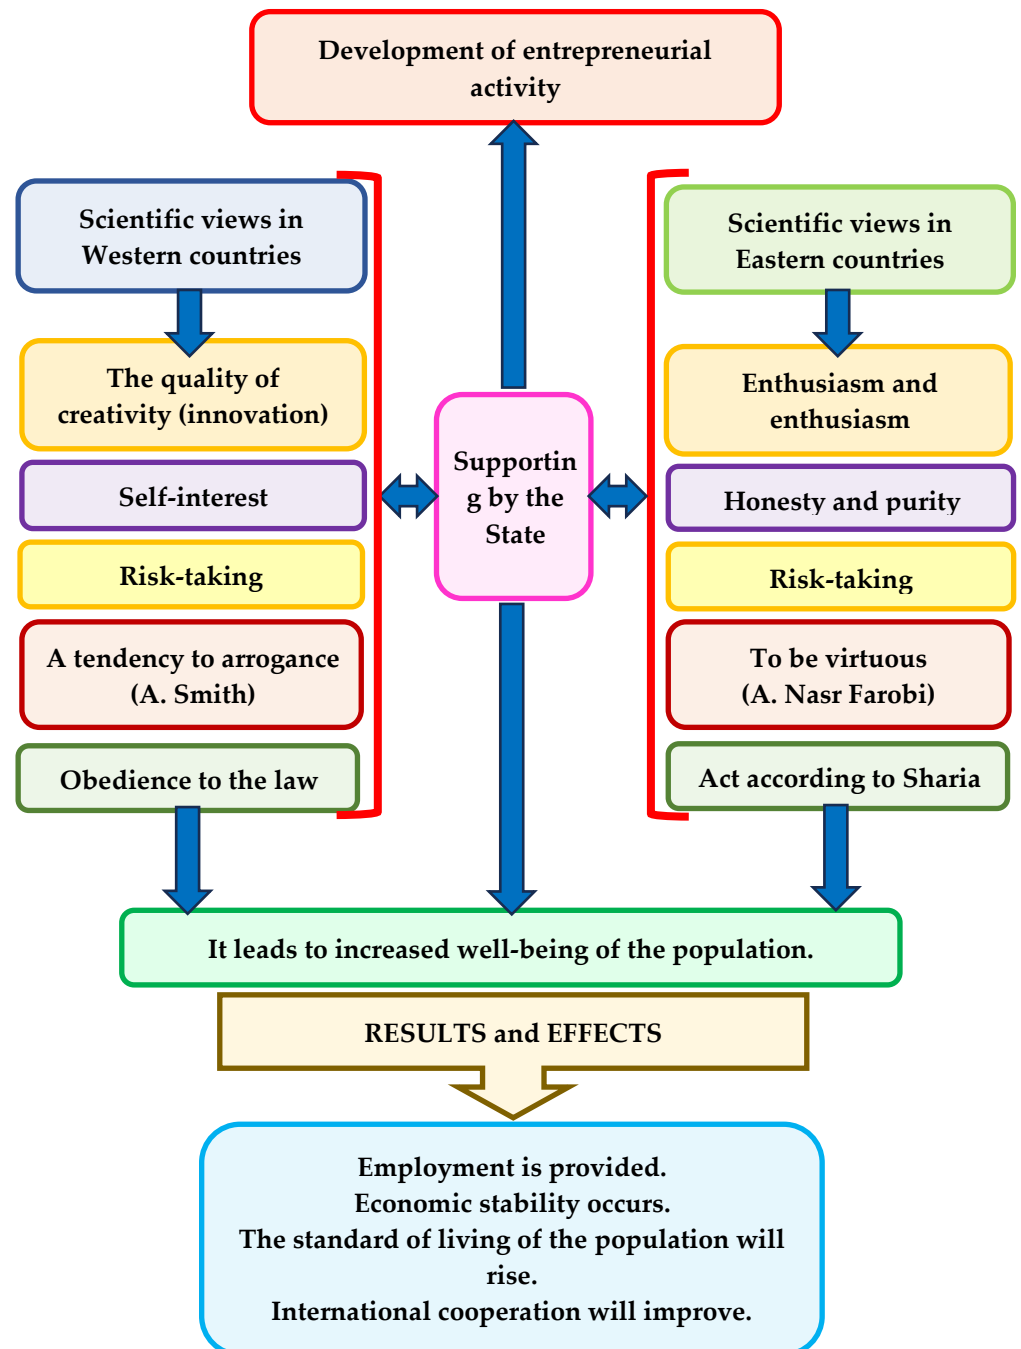 Development of entrepreneurial
activity
Scientific views in
Western countries
The quality of
creativity (innovation)
Self-interest
Risk-taking
A tendency to arrogance
(A. Smith)
Obedience to the law
Supportin
g by the
State
Scientific views in
Eastern countries
Enthusiasm and
enthusiasm
Honesty and purity
Risk-taking
To be virtuous
(A. Nasr Farobi)
Act according to Sharia
It leads to increased well-being of the population.
RESULTS and EFFECTS
Employment is provided.
Economic stability occurs.
The standard of living of the population will
rise.
International cooperation will improve.